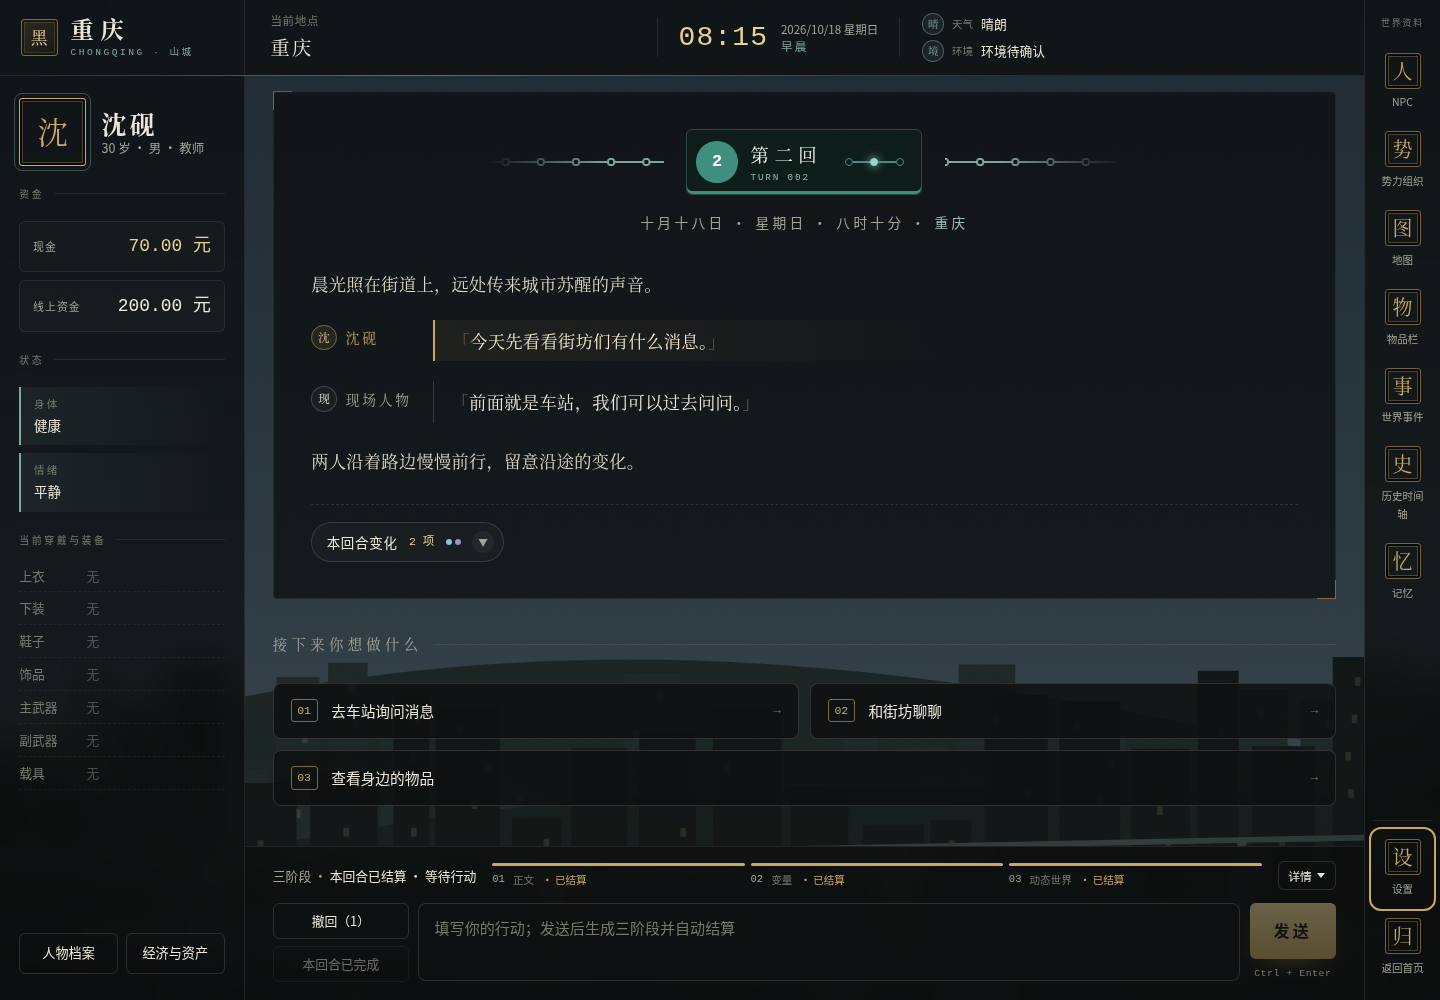 黑
重庆
CHONGQING · 山城
当前地点
重庆
08:15
2026/10/18 星期日
早晨
晴 天气 晴朗
境 环境 环境待确认
沈
沈砚
30 岁 • 男 • 教师
资金
现金 70.00 元
线上资金 200.00 元
状态
身体
健康
情绪
平静
当前穿戴与装备
上衣 无
下装 无
鞋子 无
饰品 无
主武器 无
副武器 无
载具 无
人物档案
经济与资产
2
第二回
TURN 002
十月十八日 • 星期日 • 八时十分 • 重庆
晨光照在街道上，远处传来城市苏醒的声音。
沈 沈砚
「今天先看看街坊们有什么消息。」
现 现场人物
「前面就是车站，我们可以过去问问。」
两人沿着路边慢慢前行，留意沿途的变化。
本回合变化 2 项
接下来你想做什么
01 去车站询问消息 →
02 和街坊聊聊 →
03 查看身边的物品 →
三阶段 • 本回合已结算 • 等待行动
01 正文 • 已结算
02 变量 • 已结算
03 动态世界 • 已结算
详情
撤回（1）
本回合已完成
填写你的行动；发送后生成三阶段并自动结算
发送
Ctrl + Enter
世界资料
人
NPC
势
势力组织
图
地图
物
物品栏
事
世界事件
史
历史时间
轴
忆
记忆
设
设置
归
返回首页